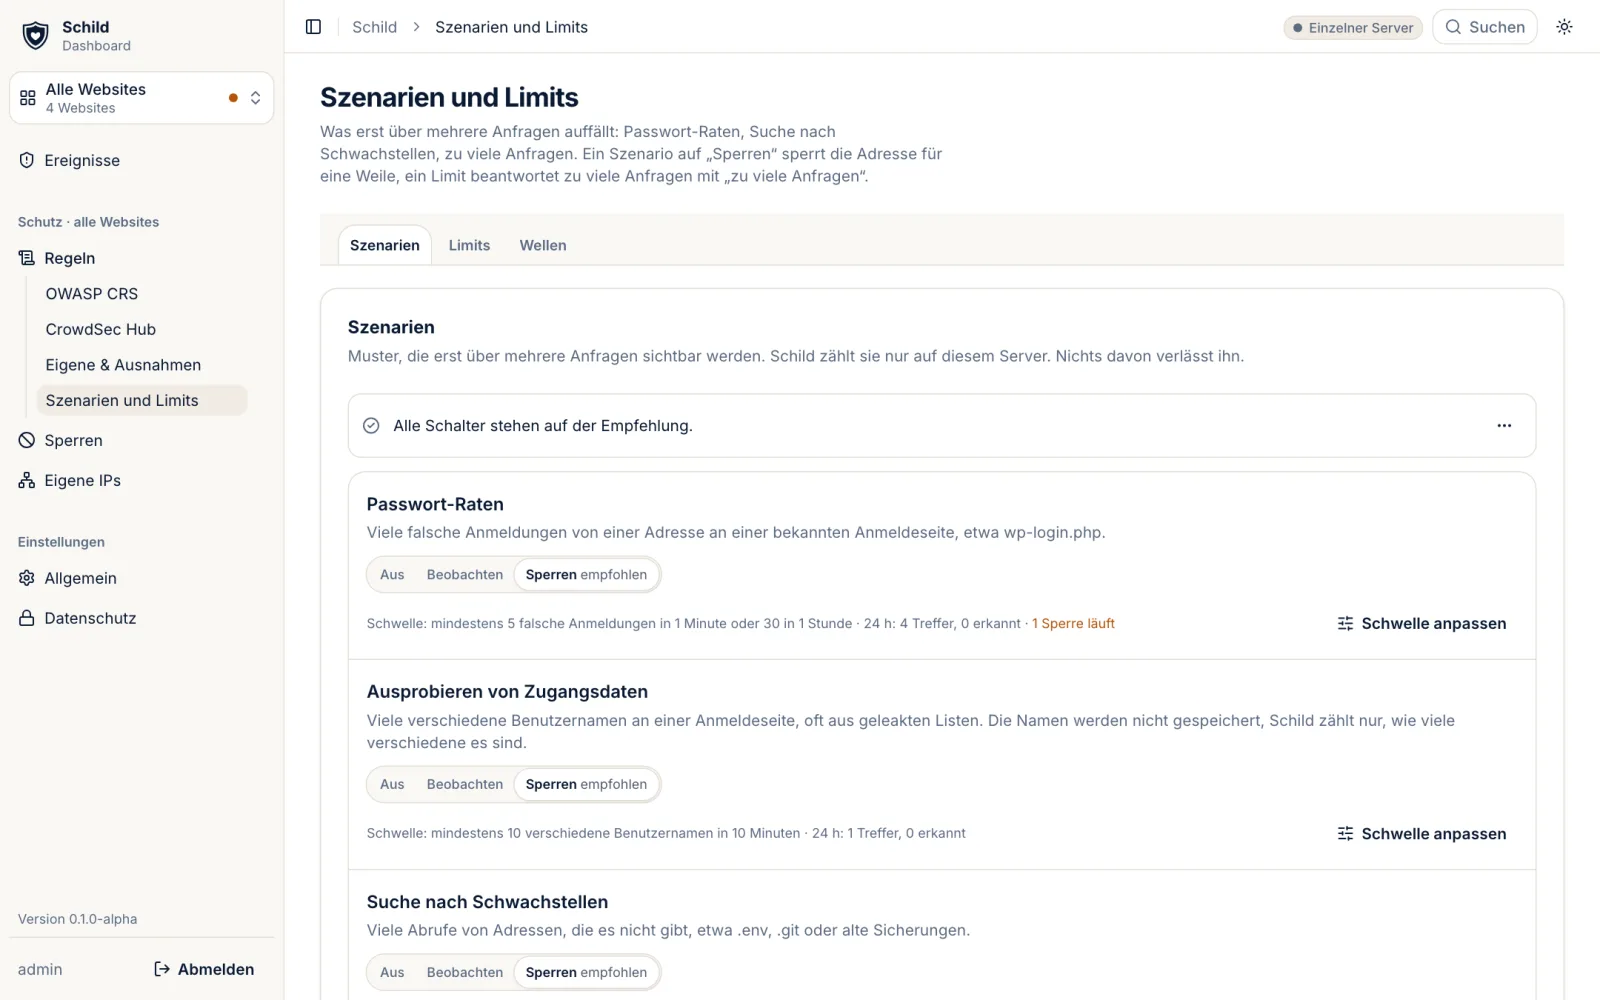 Schild
Dashboard
Alle Websites
4 Websites
Ereignisse
Schutz · alle Websites
Regeln
OWASP CRS
CrowdSec Hub
Eigene & Ausnahmen
Szenarien und Limits
Sperren
Eigene IPs
Einstellungen
Allgemein
Datenschutz
Version 0.1.0-alpha
admin
Abmelden
Schild
Szenarien und Limits
Einzelner Server
Suchen
Szenarien und Limits
Was erst über mehrere Anfragen auffällt: Passwort-Raten, Suche nach
Schwachstellen, zu viele Anfragen. Ein Szenario auf „Sperren“ sperrt die Adresse für
eine Weile, ein Limit beantwortet zu viele Anfragen mit „zu viele Anfragen“.
Szenarien
Limits
Wellen
Szenarien
Muster, die erst über mehrere Anfragen sichtbar werden. Schild zählt sie nur auf diesem Server. Nichts davon verlässt ihn.
Alle Schalter stehen auf der Empfehlung.
Passwort-Raten
Viele falsche Anmeldungen von einer Adresse an einer bekannten Anmeldeseite, etwa wp-login.php.
Aus Beobachten Sperren empfohlen
Schwelle: mindestens 5 falsche Anmeldungen in 1 Minute oder 30 in 1 Stunde · 24 h: 4 Treffer, 0 erkannt · 1 Sperre läuft
Schwelle anpassen
Ausprobieren von Zugangsdaten
Viele verschiedene Benutzernamen an einer Anmeldeseite, oft aus geleakten Listen. Die Namen werden nicht gespeichert, Schild zählt nur, wie viele
verschiedene es sind.
Aus Beobachten Sperren empfohlen
Schwelle: mindestens 10 verschiedene Benutzernamen in 10 Minuten · 24 h: 1 Treffer, 0 erkannt
Schwelle anpassen
Suche nach Schwachstellen
Viele Abrufe von Adressen, die es nicht gibt, etwa .env, .git oder alte Sicherungen.
Aus Beobachten Sperren empfohlen